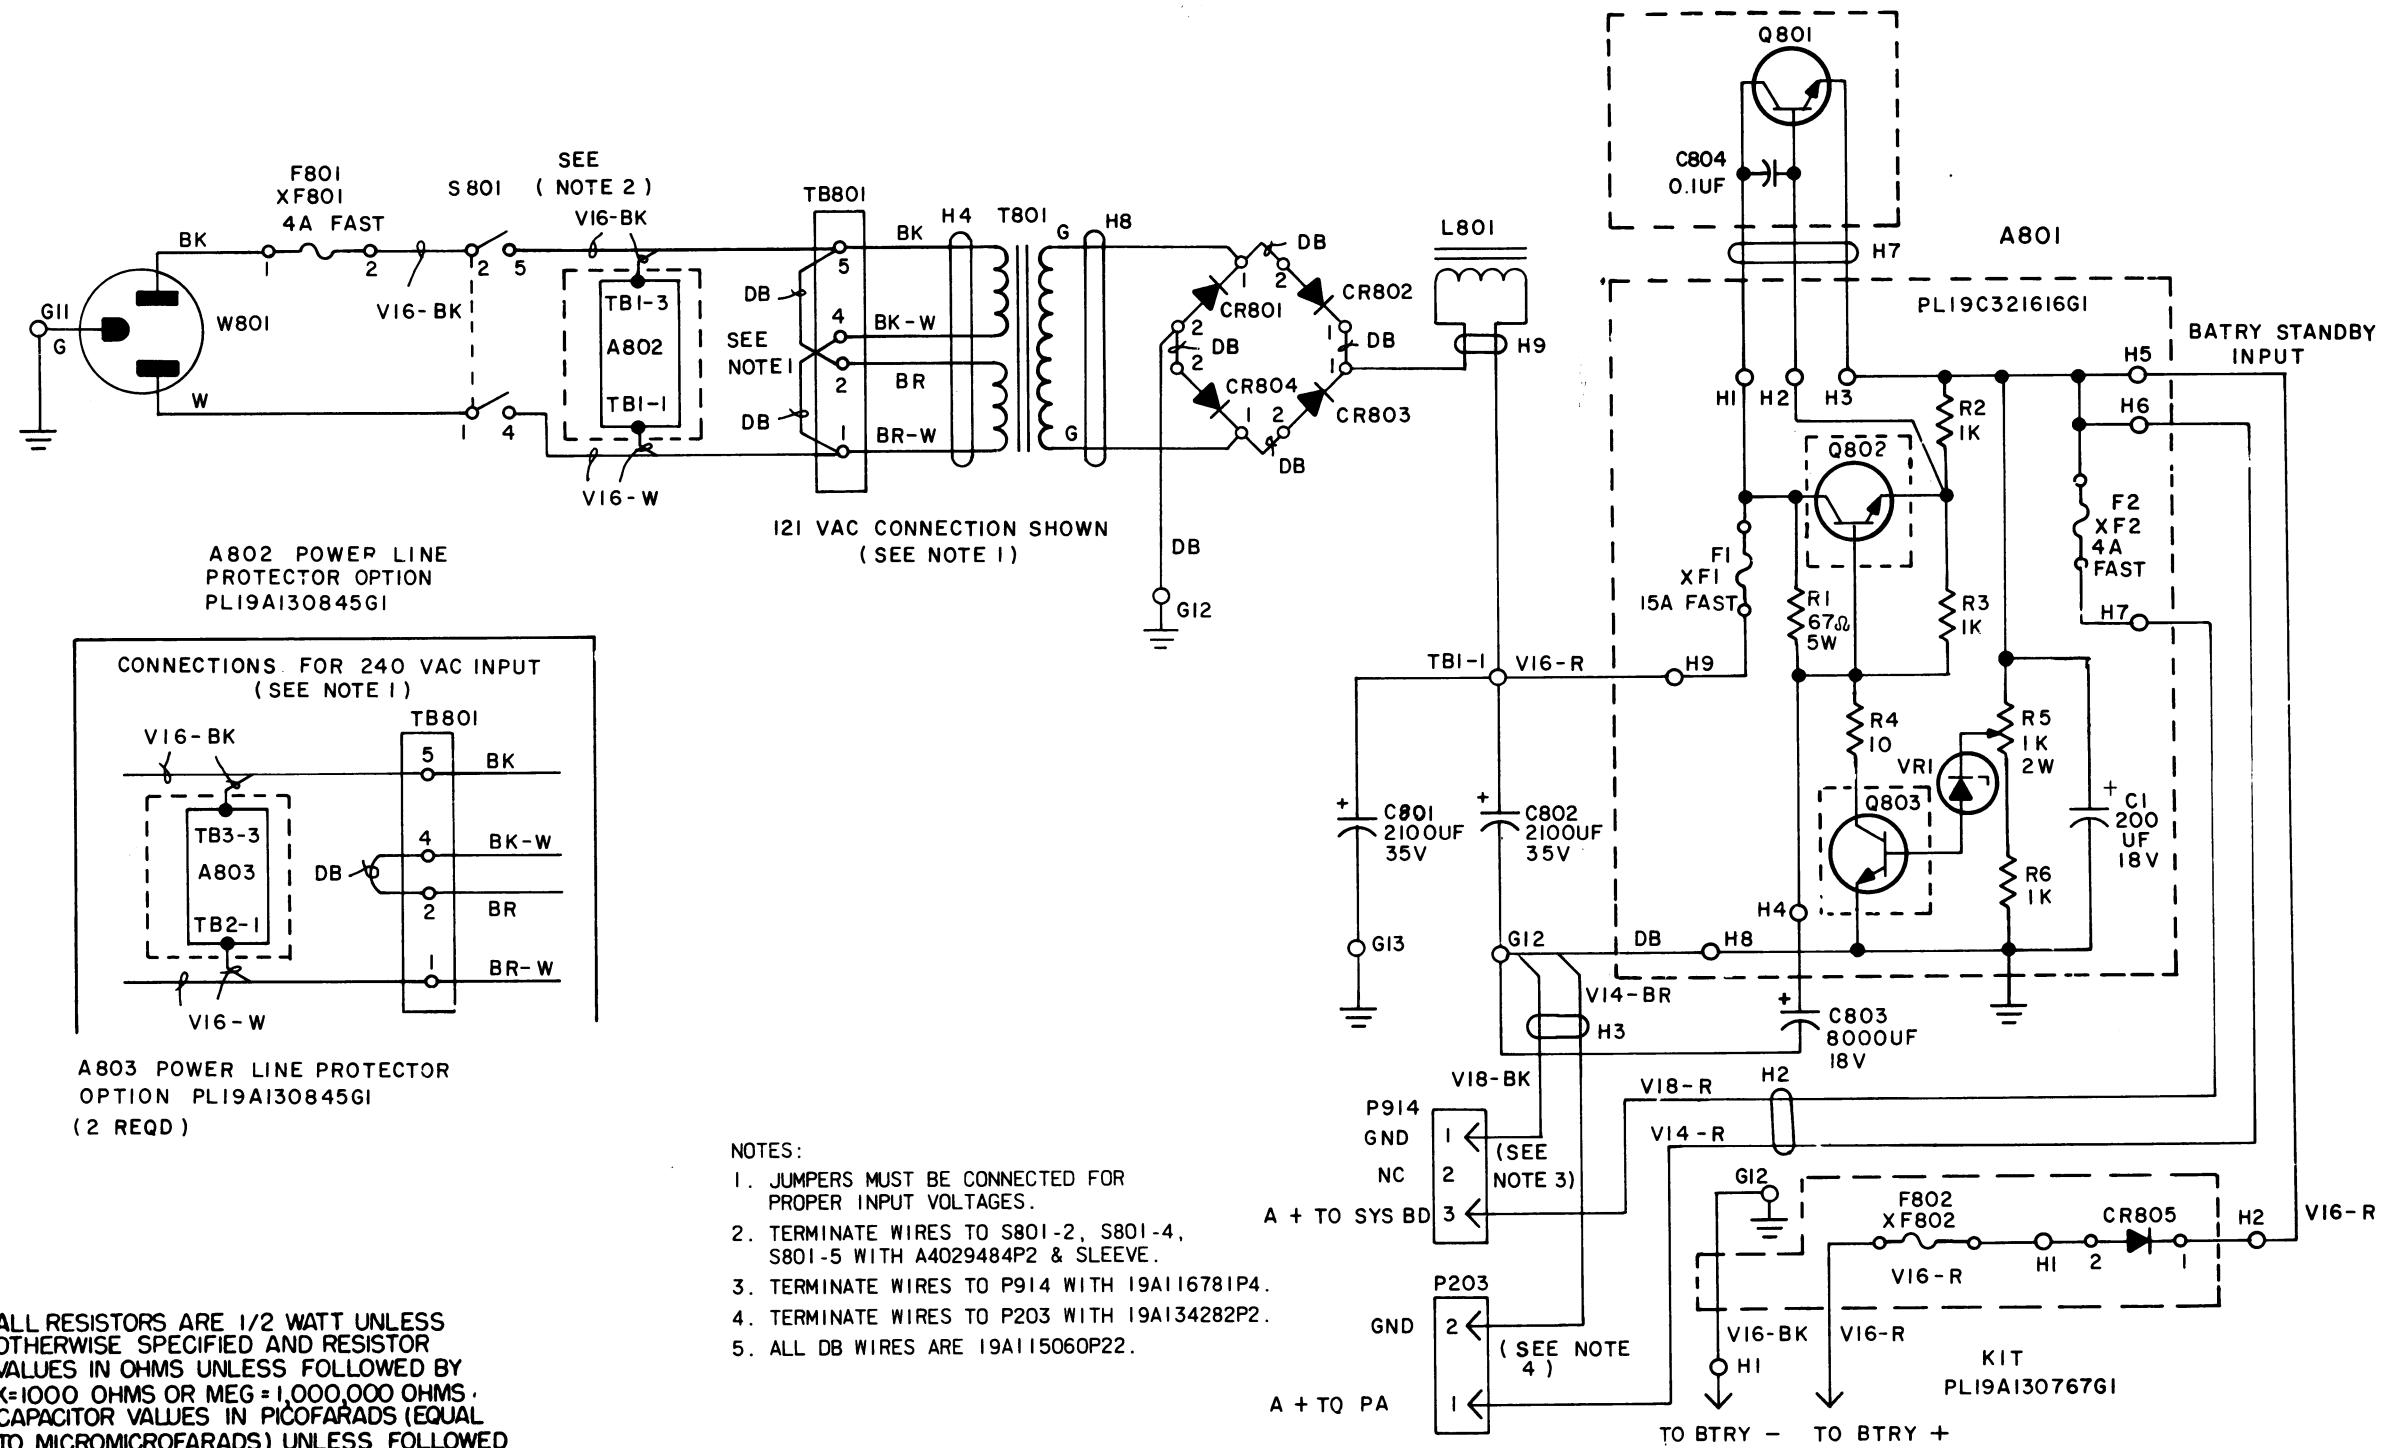 Q801
C804
0.1UF
H7
A801
PL19C321616G1
BATRY STANDBY
INPUT
F801
XF801
4A FAST
S801
SEE
( NOTE 2 )
V16-BK
TB801
H4
T801
H8
L801
BK
1
2
2
5
V16-BK
G11
G
W801
W
1
4
TB1-3
A802
TB1-1
V16-W
DB
SEE
NOTE 1
DB
5
4
2
1
BK
BK-W
BR
BR-W
G
G
DB
1
2
CR801
CR802
2
1
DB
DB
2
1
CR804
CR803
1
2
DB
H9
DB
G12
121 VAC CONNECTION SHOWN
( SEE NOTE 1 )
H1
H2
H3
H5
H6
R2
1K
Q802
F1
XF1
15A FAST
R1
67Ω
5W
R3
1K
F2
XF2
4A
FAST
H7
TB1-1
V16-R
H9
R4
10
VR1
R5
1K
2W
Q803
+
C1
200
UF
18V
R6
1K
+
C801
2100UF
35V
+
C802
2100UF
35V
H4
G13
G12
DB
H8
V14-BR
H3
+
C803
8000UF
18V
A802 POWER LINE
PROTECTOR OPTION
PL19A130845G1
CONNECTIONS FOR 240 VAC INPUT
( SEE NOTE 1 )
TB801
V16-BK
5
BK
TB3-3
A803
TB2-1
DB
4
BK-W
2
BR
1
BR-W
V16-W
A803 POWER LINE PROTECTOR
OPTION PL19A130845G1
( 2 REQD )
V18-BK
V18-R
H2
V14-R
P914
GND
1
(SEE
NC
2
NOTE 3)
A + TO SYS BD
3
P203
GND
2
( SEE NOTE
4 )
A + TO PA
1
G12
F802
XF802
CR805
H2
V16-R
V16-R
H1
2
1
V16-BK
V16-R
H1
KIT
PL19A130767G1
TO BTRY -
TO BTRY +
NOTES:
1. JUMPERS MUST BE CONNECTED FOR
PROPER INPUT VOLTAGES.
2. TERMINATE WIRES TO S801-2, S801-4,
S801-5 WITH A4029484P2 & SLEEVE.
3. TERMINATE WIRES TO P914 WITH 19A116781P4.
4. TERMINATE WIRES TO P203 WITH 19A134282P2.
5. ALL DB WIRES ARE 19A115060P22.
ALL RESISTORS ARE 1/2 WATT UNLESS
OTHERWISE SPECIFIED AND RESISTOR
VALUES IN OHMS UNLESS FOLLOWED BY
K=1000 OHMS OR MEG = 1,000,000 OHMS.
CAPACITOR VALUES IN PICOFARADS (EQUAL
TO MICROMICROFARADS) UNLESS FOLLOWED